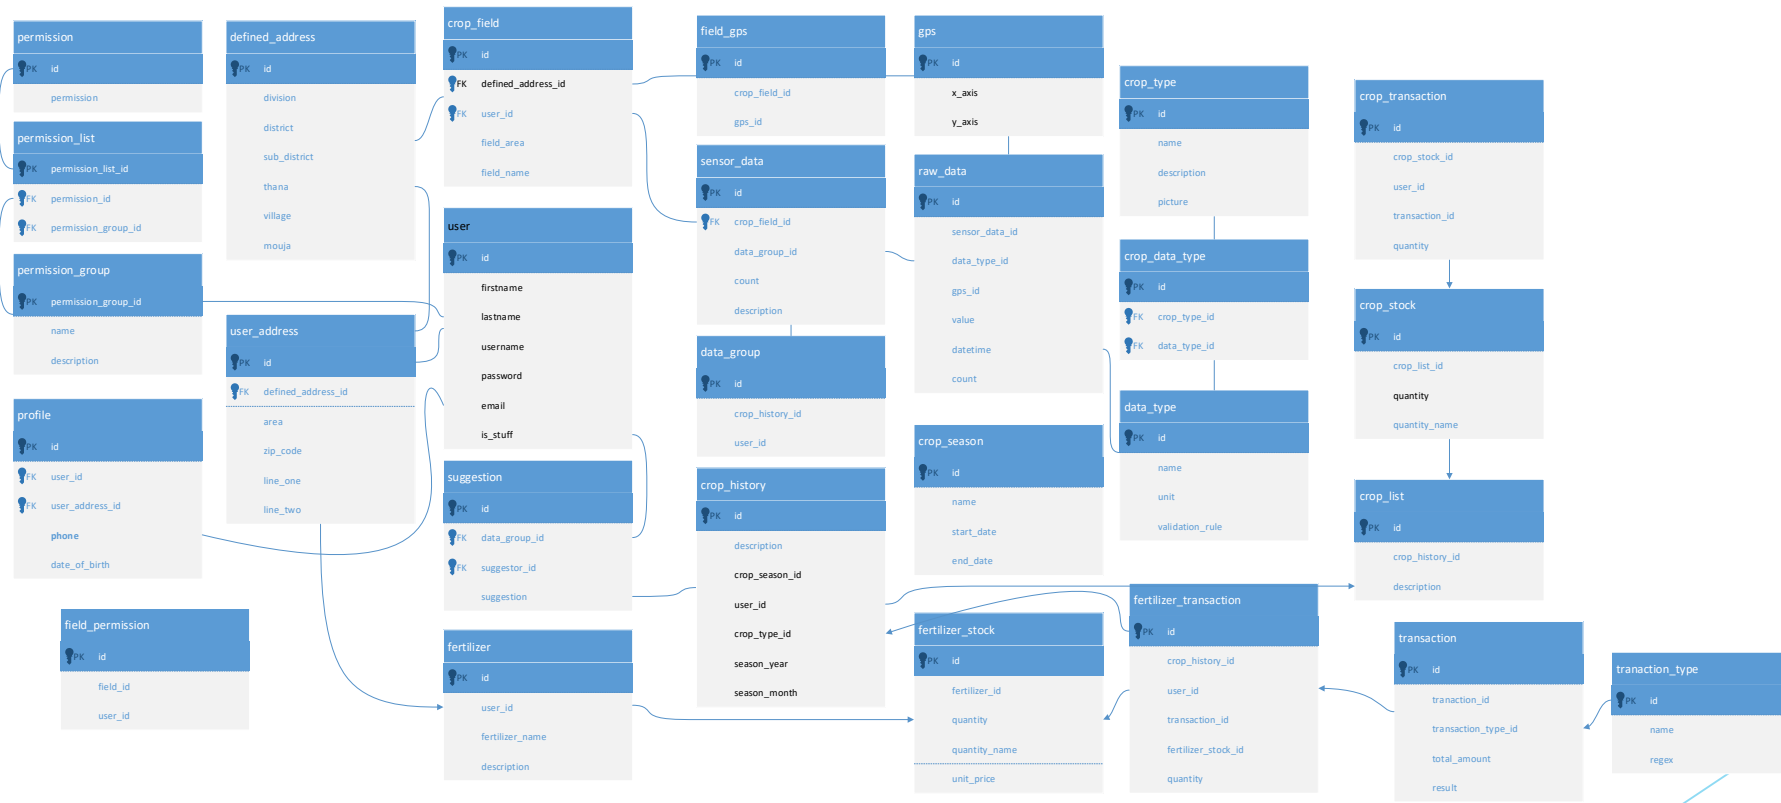 permission
PK id
permission
permission_list
PK permission_list_id
FK permission_id
FK permission_group_id
permission_group
PK permission_group_id
name
description
profile
PK id
FK user_id
FK user_address_id
phone
date_of_birth
field_permission
PK id
field_id
user_id
defined_address
PK id
division
district
sub_district
thana
village
mouja
user_address
PK id
FK defined_address_id
area
zip_code
line_one
line_two
crop_field
PK id
FK defined_address_id
FK user_id
field_area
field_name
user
PK id
firstname
lastname
username
password
email
is_stuff
suggestion
PK id
FK data_group_id
FK suggestor_id
suggestion
fertilizer
PK id
user_id
fertilizer_name
description
field_gps
PK id
crop_field_id
gps_id
sensor_data
PK id
FK crop_field_id
data_group_id
count
description
data_group
PK id
crop_history_id
user_id
crop_history
PK id
description
crop_season_id
user_id
crop_type_id
season_year
season_month
gps
PK id
x_axis
y_axis
raw_data
PK id
sensor_data_id
data_type_id
gps_id
value
datetime
count
crop_season
PK id
name
start_date
end_date
fertilizer_stock
PK id
fertilizer_id
quantity
quantity_name
unit_price
crop_type
PK id
name
description
picture
crop_data_type
PK id
FK crop_type_id
FK data_type_id
data_type
PK id
name
unit
validation_rule
fertilizer_transaction
PK id
crop_history_id
user_id
transaction_id
fertilizer_stock_id
quantity
crop_transaction
PK id
crop_stock_id
user_id
transaction_id
quantity
crop_stock
PK id
crop_list_id
quantity
quantity_name
crop_list
PK id
crop_history_id
description
transaction
PK id
tranaction_id
transaction_type_id
total_amount
result
tranaction_type
PK id
name
regex